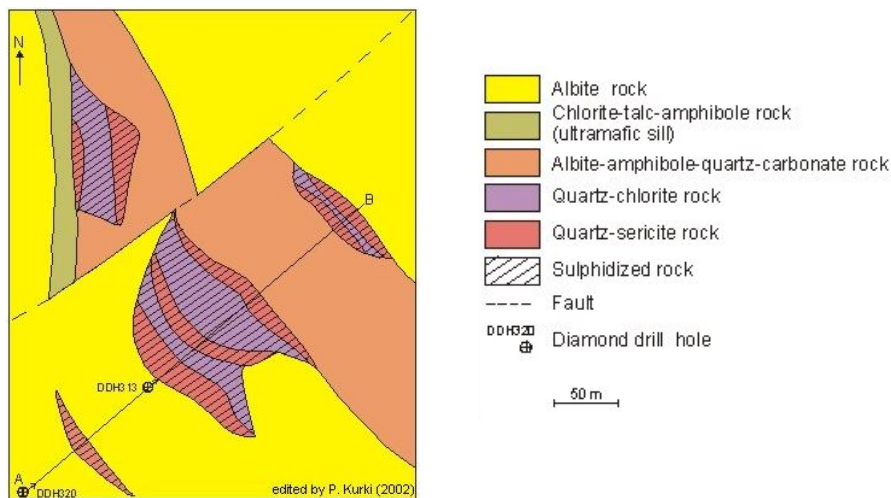 N
B
DDH313
A
DDH320
edited by P. Kurki (2002)
Albite rock
Chlorite-talc-amphibole rock
(ultramafic sill)
Albite-amphibole-quartz-carbonate rock
Quartz-chlorite rock
Quartz-sericite rock
Sulphidized rock
Fault
DDH320
Diamond drill hole
50 m